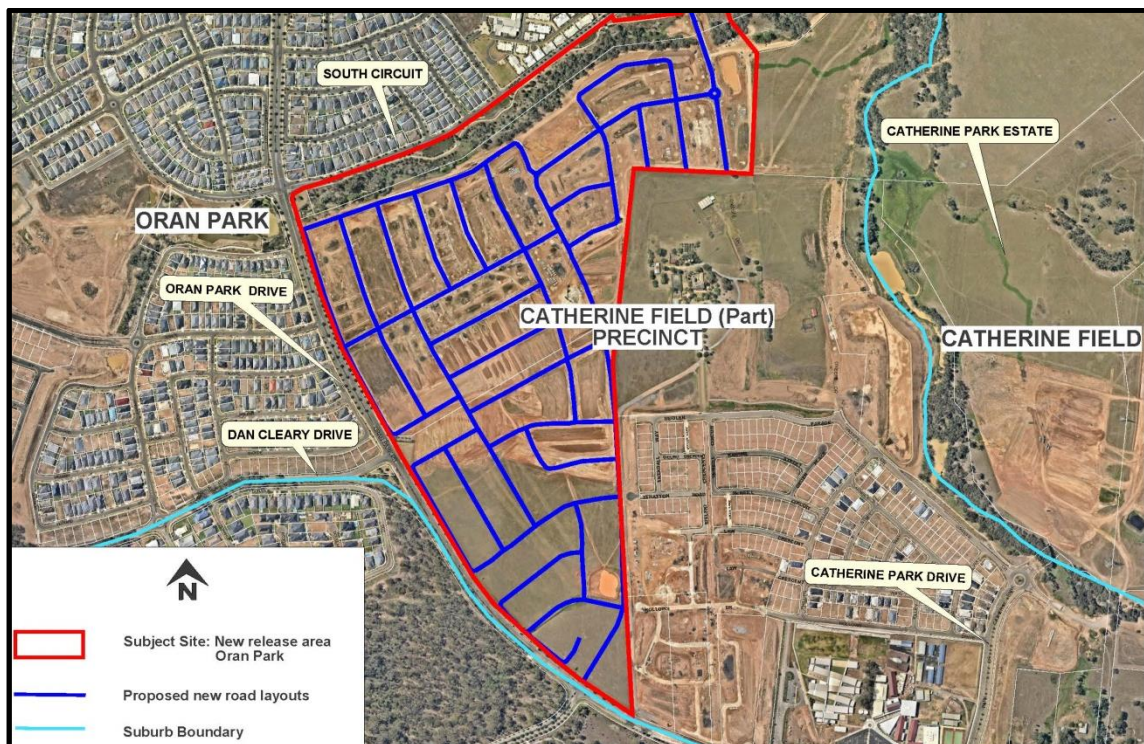 SOUTH CIRCUIT
CATHERINE PARK ESTATE
ORAN PARK
ORAN PARK  DRIVE
CATHERINE FIELD (Part)
PRECINCT
CATHERINE FIELD
DAN CLEARY DRIVE
CATHERINE PARK DRIVE
N
Subject Site: New release area
Oran Park
Proposed new road layouts
Suburb Boundary